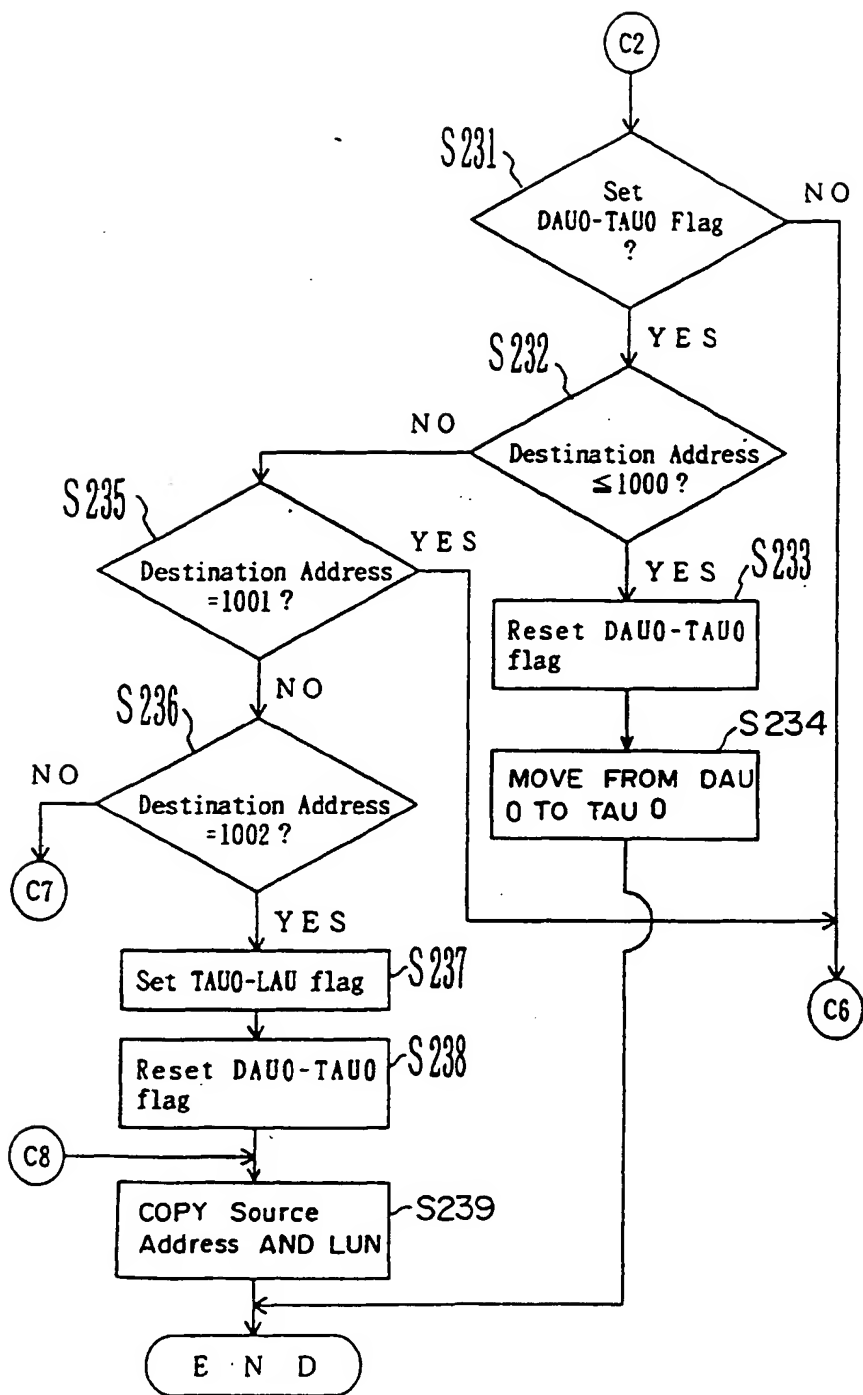 C2
S231
Set
DAU0-TAU0 Flag
?
NO
YES
S232
NO
Destination Address
≦1000?
S235
YES
YES
S233
Destination Address
=1001?
Reset DAU0-TAU0
flag
NO
S236
S234
NO
MOVE FROM DAU
0 TO TAU 0
Destination Address
=1002?
C7
YES
Set TAU0-LAU flag
S237
C6
Reset DAU0-TAU0
flag
S238
C8
COPY Source
Address AND LUN
S239
END